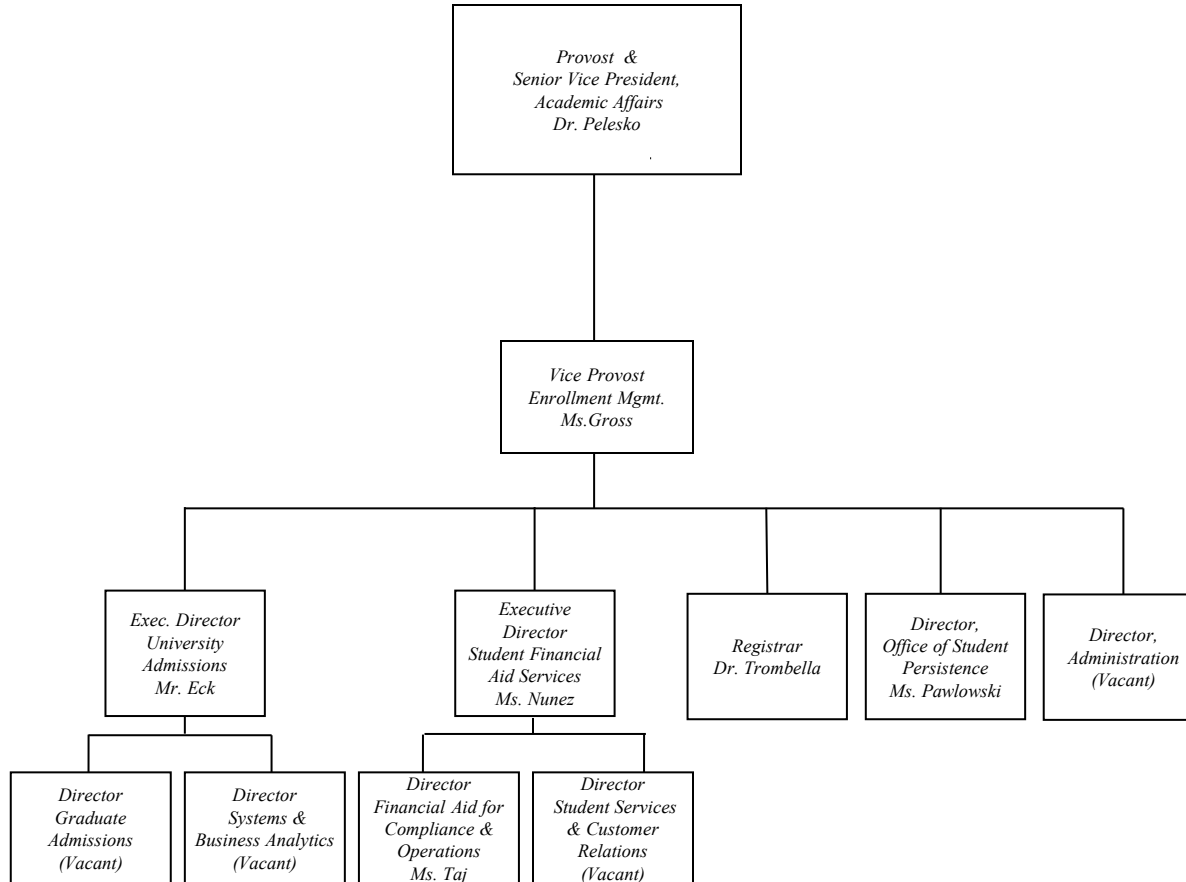 Provost &
Senior Vice President,
Academic Affairs
Dr. Pelesko
.
Vice Provost
Enrollment Mgmt.
Ms.Gross
Exec. Director
University
Admissions
Mr. Eck
Executive
Director
Student Financial
Aid Services
Ms. Nunez
Registrar
Dr. Trombella
Director,
Office of Student
Persistence
Ms. Pawlowski
Director,
Administration
(Vacant)
Director
Graduate
Admissions
(Vacant)
Director
Systems &
Business Analytics
(Vacant)
Director
Financial Aid for
Compliance &
Operations
Ms. Taj
Director
Student Services
& Customer
Relations
(Vacant)